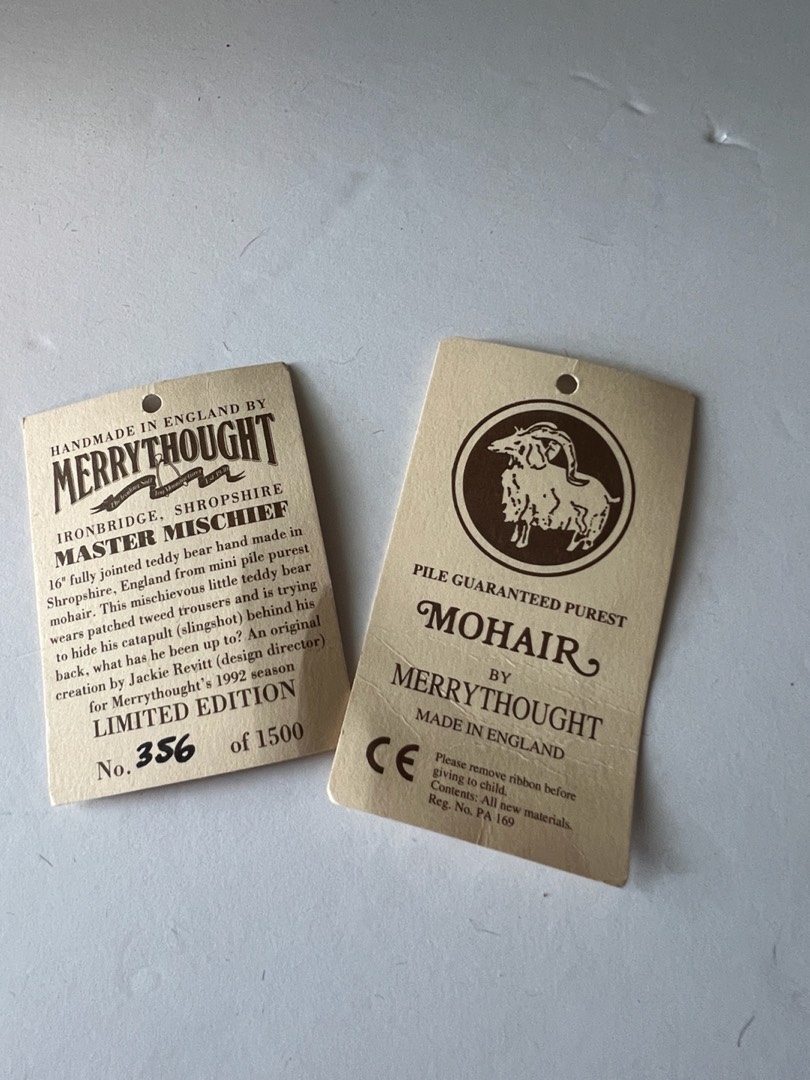 HANDMADE IN ENGLAND BY
MERRYTHOUGHT
IRONBRIDGE, SHROPSHIRE
MASTER MISCHIEF
16" fully jointed teddy bear hand made in
Shropshire, England from mini pile purest
mohair. This mischievous little teddy bear
wears patched tweed trousers and is trying
to hide his catapult (slingshot) behind his
back, what has he been up to? An original
creation by Jackie Revitt (design director)
for Merrythought's 1992 season
LIMITED EDITION
No. 356 of 1500
PILE GUARANTEED PUREST
MOHAIR
BY
MERRYTHOUGHT
MADE IN ENGLAND
CE
Please remove ribbon before
giving to child.
Contents: All new materials.
Reg. No. PA 169